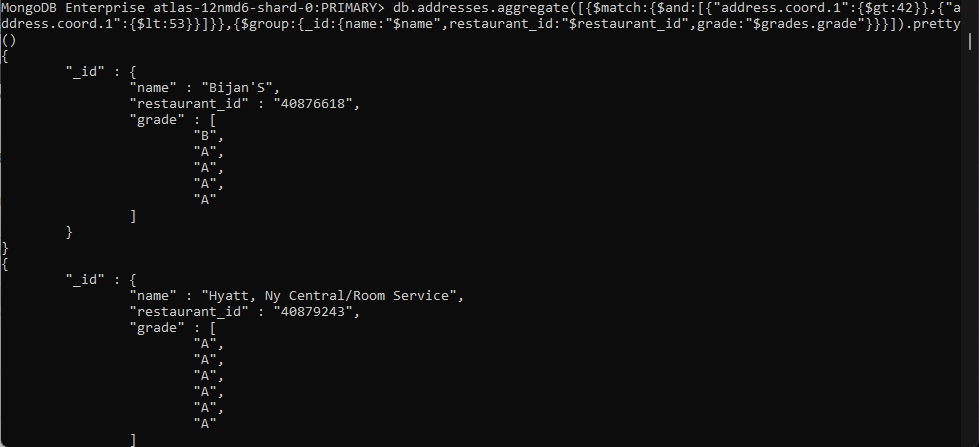 MongoDB Enterprise atlas-12nmd6-shard-0:PRIMARY> db.addresses.aggregate([{$match:{$and:[{"address.coord.1":{$gt:42}},{"a
ddress.coord.1":{$lt:53}}]}},{$group:{_id:{name:"$name",restaurant_id:"$restaurant_id",grade:"$grades.grade"}}}]).pretty
()
{
        "_id" : {
                "name" : "Bijan'S",
                "restaurant_id" : "40876618",
                "grade" : [
                        "B",
                        "A",
                        "A",
                        "A",
                        "A"
                ]
        }
}
{
        "_id" : {
                "name" : "Hyatt, Ny Central/Room Service",
                "restaurant_id" : "40879243",
                "grade" : [
                        "A",
                        "A",
                        "A",
                        "A",
                        "A",
                        "A"
                ]